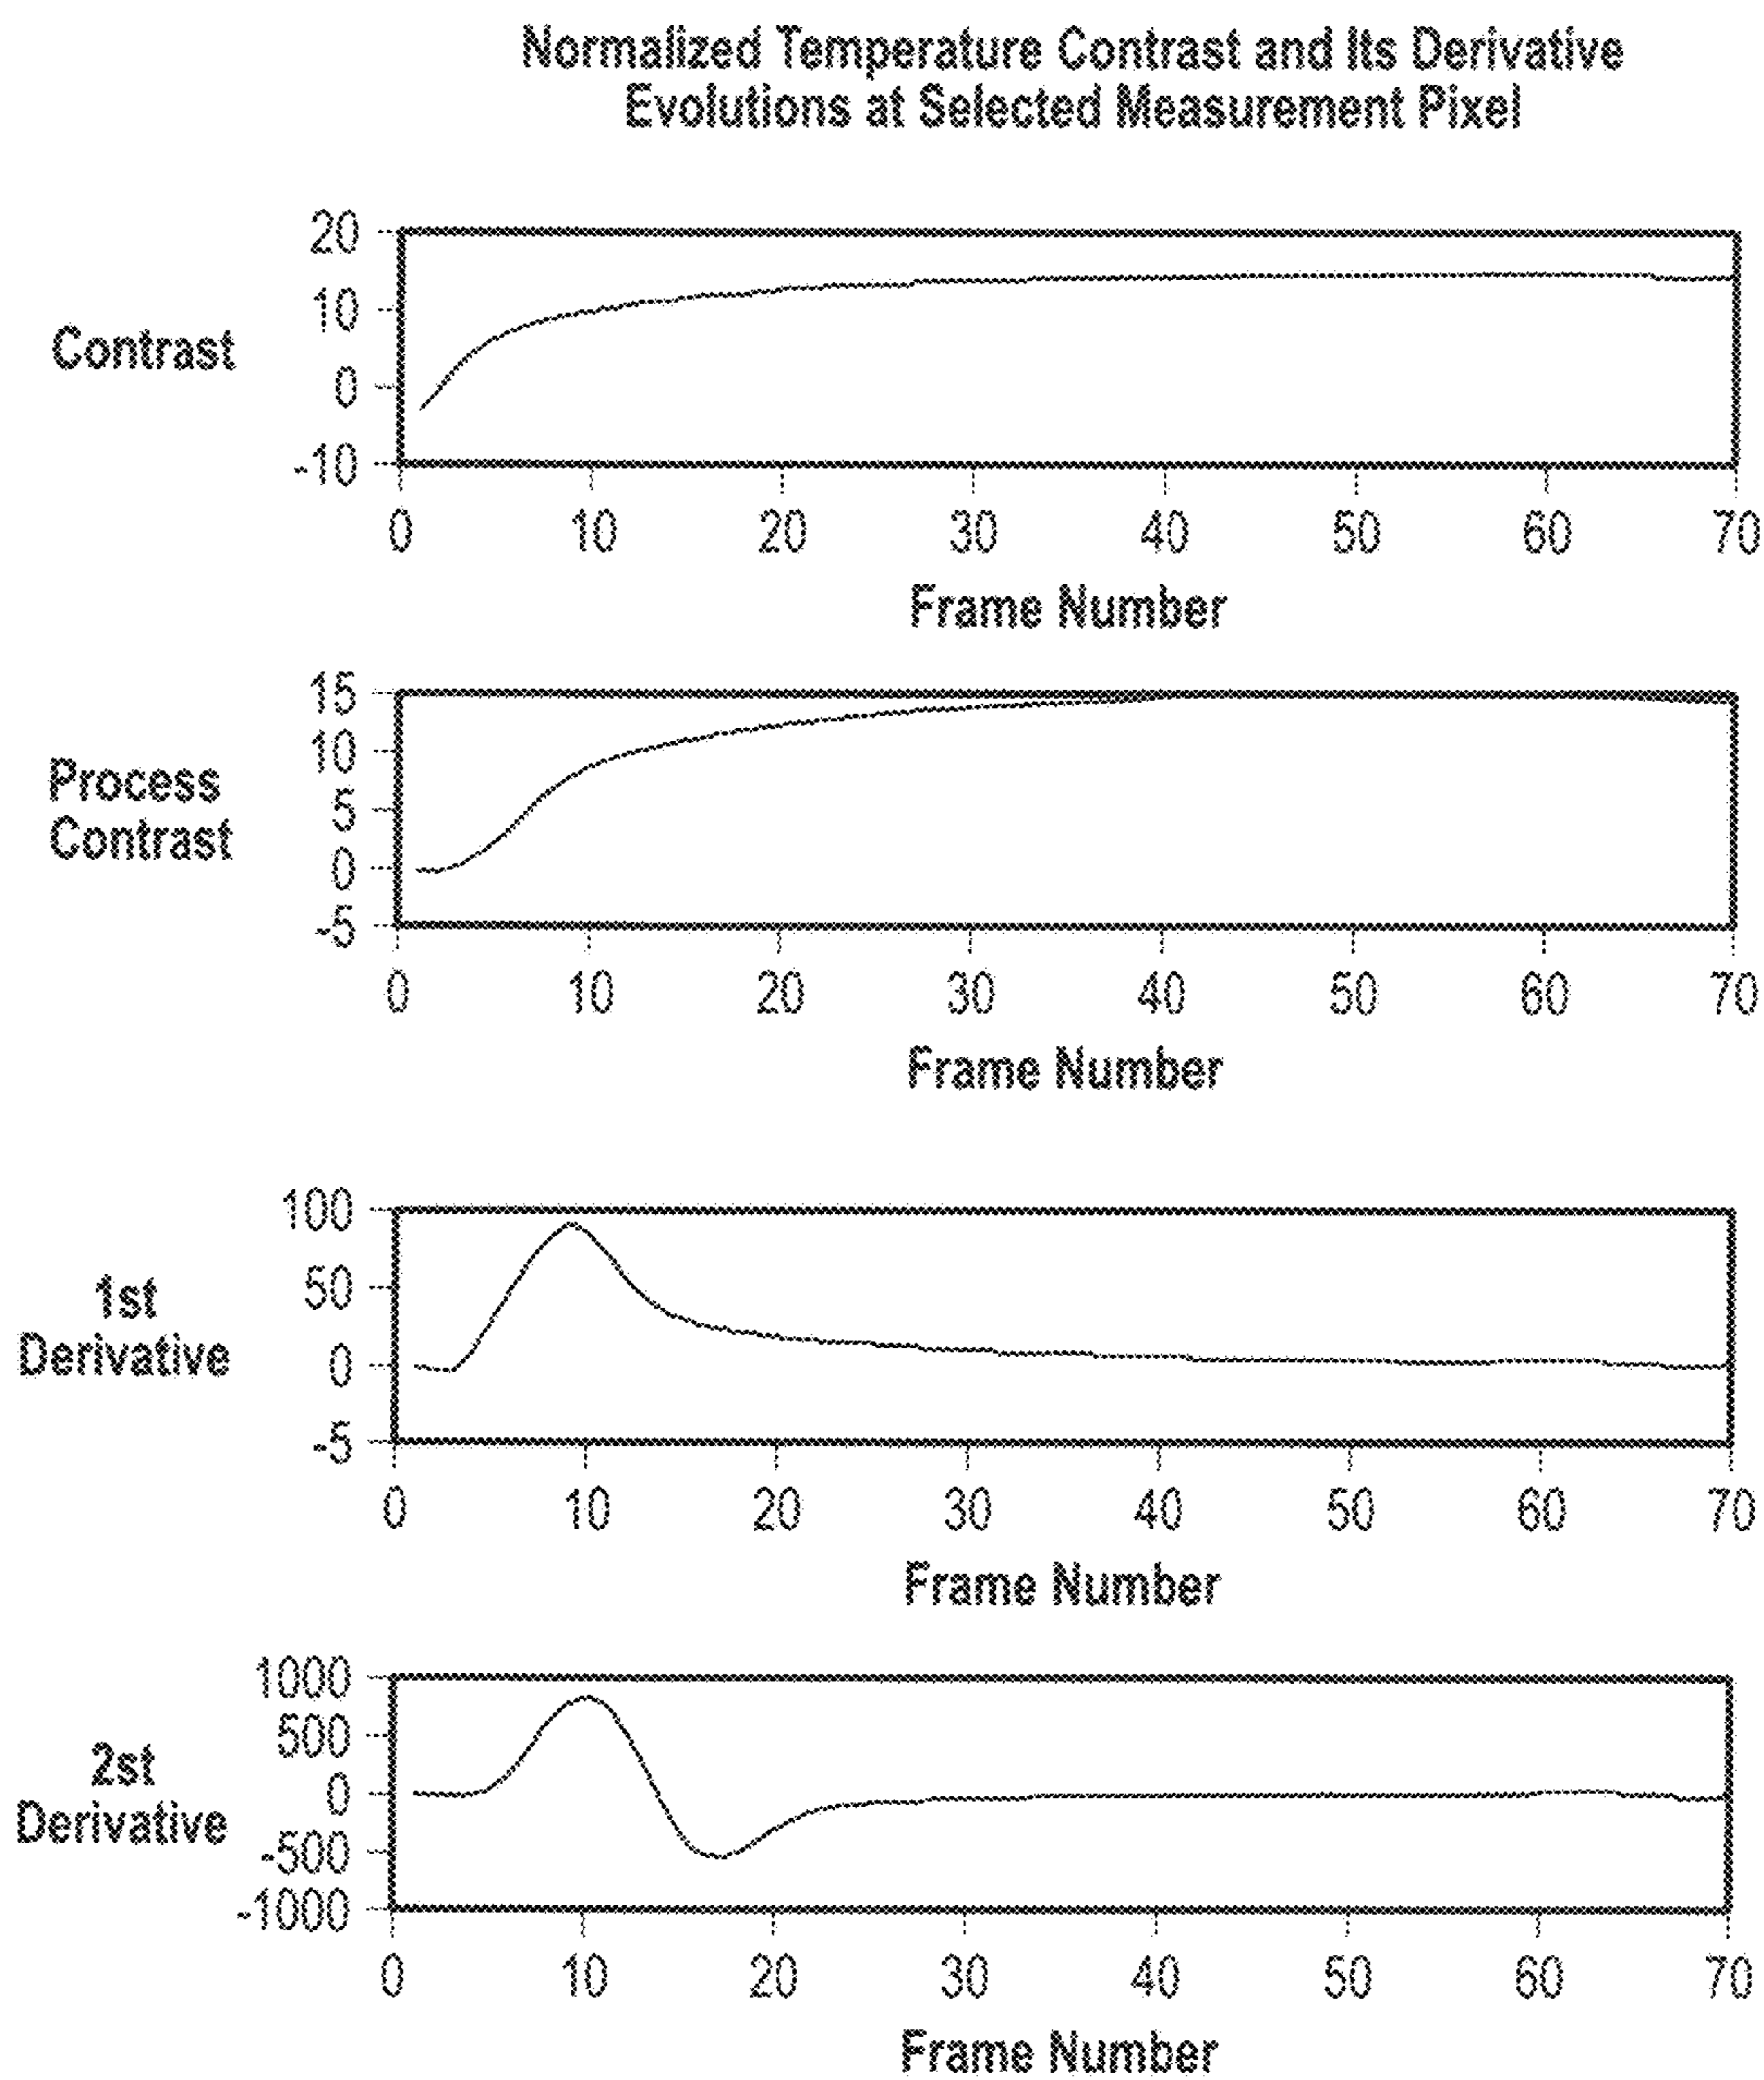 Normalized Temperature Contrast and Its Derivative
Evolutions at Selected Measurement Pixel
Contrast
20
10
0
-10
0 10 20 30 40 50 60 70
Frame Number
Process
Contrast
15
10
5
0
-5
0 10 20 30 40 50 60 70
Frame Number
1st
Derivative
100
50
0
-5
0 10 20 30 40 50 60 70
Frame Number
2st
Derivative
1000
500
0
-500
-1000
0 10 20 30 40 50 60 70
Frame Number